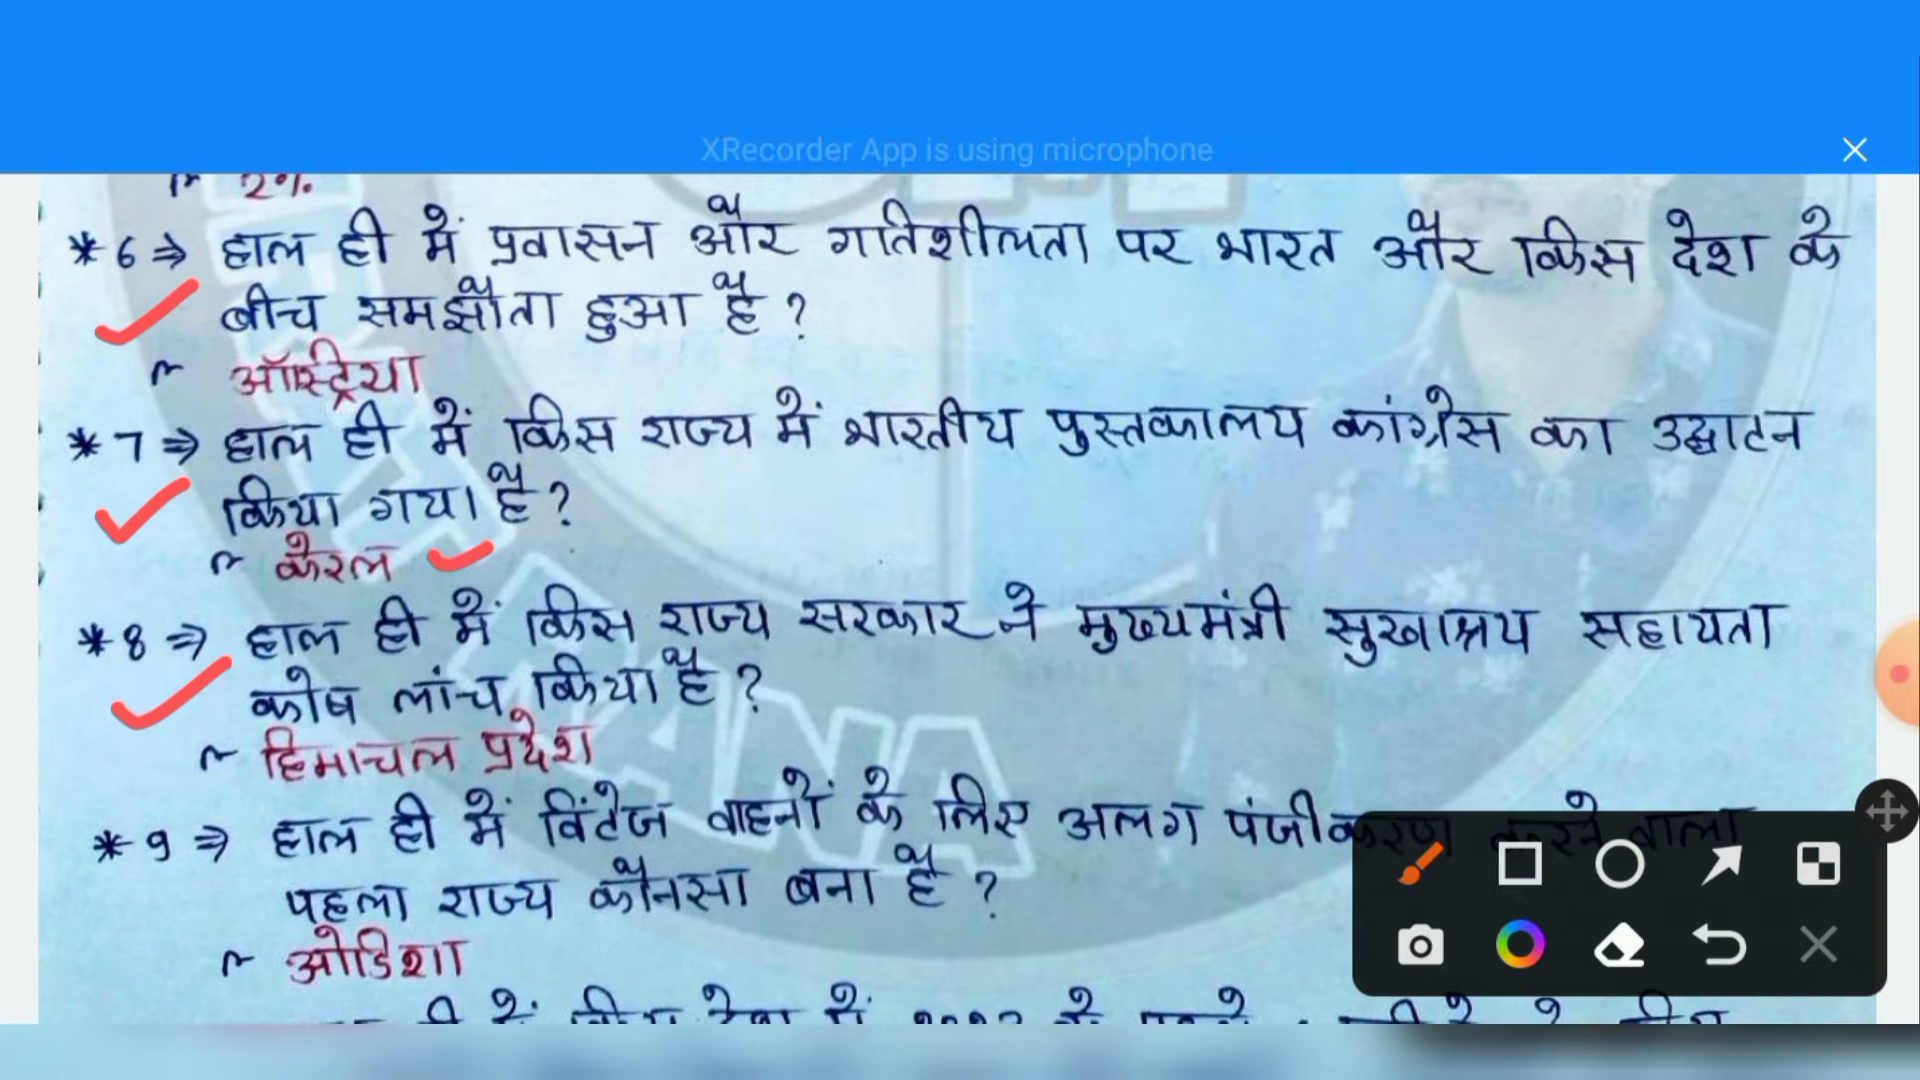 XRecorder App is using microphone
~ 2%.
* 6 ⇒ हाल ही में प्रवासन और गतिशीलता पर भारत और किस देश के
बीच समझौता हुआ है ?
~ ऑस्ट्रिया
* 7 ⇒ हाल ही में किस राज्य में भारतीय पुस्तकालय कांग्रेस का उद्घाटन
किया गया है ?
~ केरल
* 8 ⇒ हाल ही में किस राज्य सरकार ने मुख्यमंत्री सुखाश्रय सहायता
कोष लांच किया है ?
~ हिमाचल प्रदेश
* 9 ⇒ हाल ही में विंटेज वाहनों के लिए अलग पंजीकरण करने वाला
पहला राज्य कौनसा बना है ?
~ ओडिशा